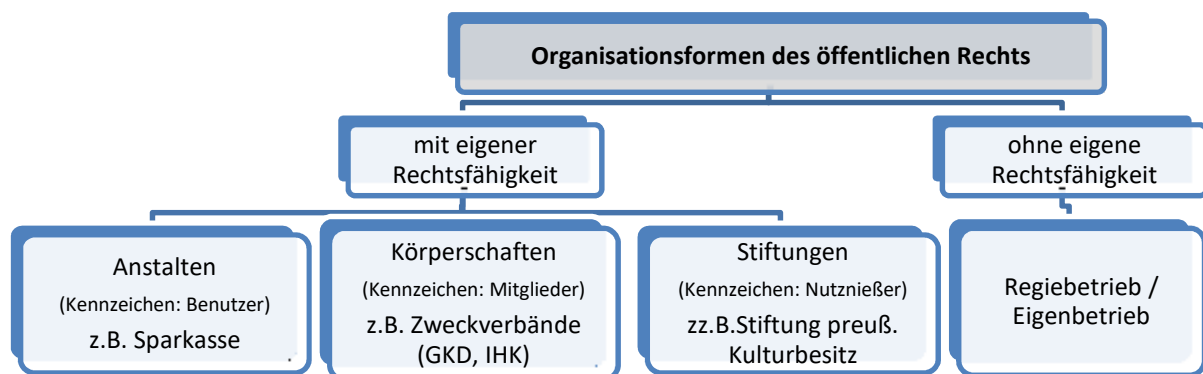 Organisationsformen des öffentlichen Rechts
mit eigener
Rechtsfähigkeit
ohne eigene
Rechtsfähigkeit
Anstalten
(Kennzeichen: Benutzer)
z.B. Sparkasse
Körperschaften
(Kennzeichen: Mitglieder)
z.B. Zweckverbände
(GKD, IHK)
Stiftungen
(Kennzeichen: Nutznießer)
zz.B.Stiftung preuß.
Kulturbesitz
Regiebetrieb /
Eigenbetrieb